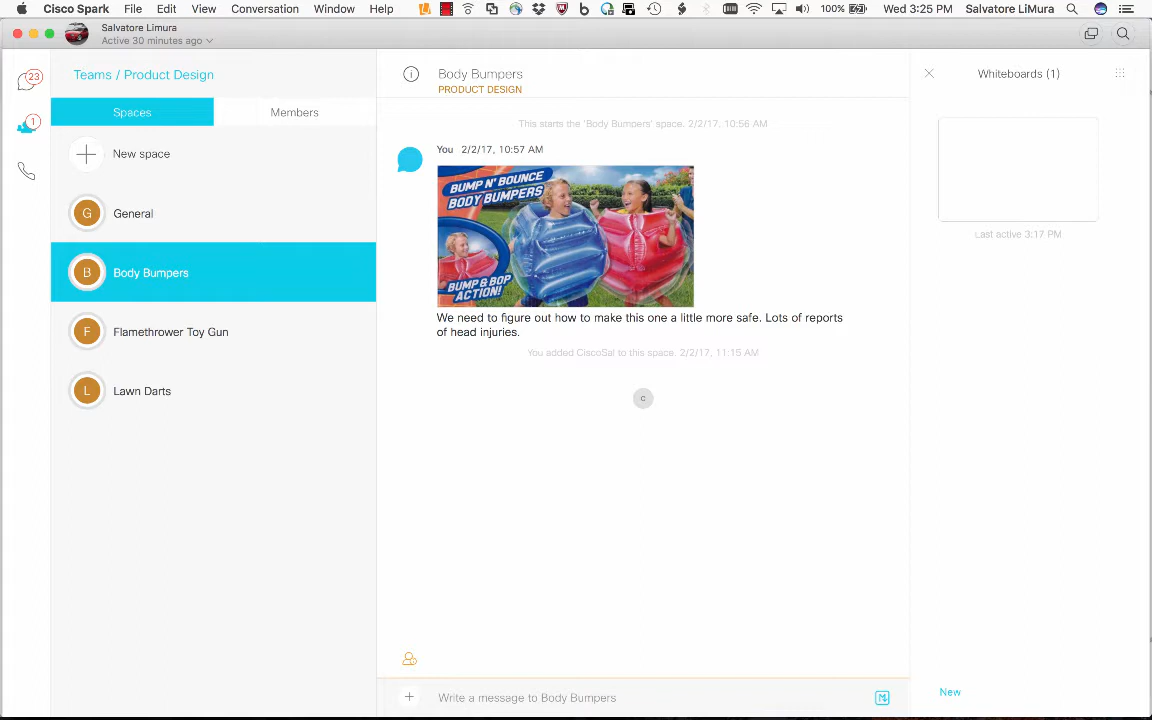 Cisco Spark File Edit View Conversation Window Help 100% Wed 3:25 PM Salvatore LiMura
Salvatore Limura
Active 30 minutes ago
23
1
Teams / Product Design
Spaces Members
New space
G General
B Body Bumpers
F Flamethrower Toy Gun
L Lawn Darts
Body Bumpers
PRODUCT DESIGN
This starts the 'Body Bumpers' space. 2/2/17, 10:56 AM
You 2/2/17, 10:57 AM
BUMP N' BOUNCE
BODY BUMPERS
BUMP & BOP
ACTION!
We need to figure out how to make this one a little more safe. Lots of reports
of head injuries.
You added CiscoSal to this space. 2/2/17, 11:15 AM
C
Write a message to Body Bumpers
M
Whiteboards (1)
Last active 3:17 PM
New